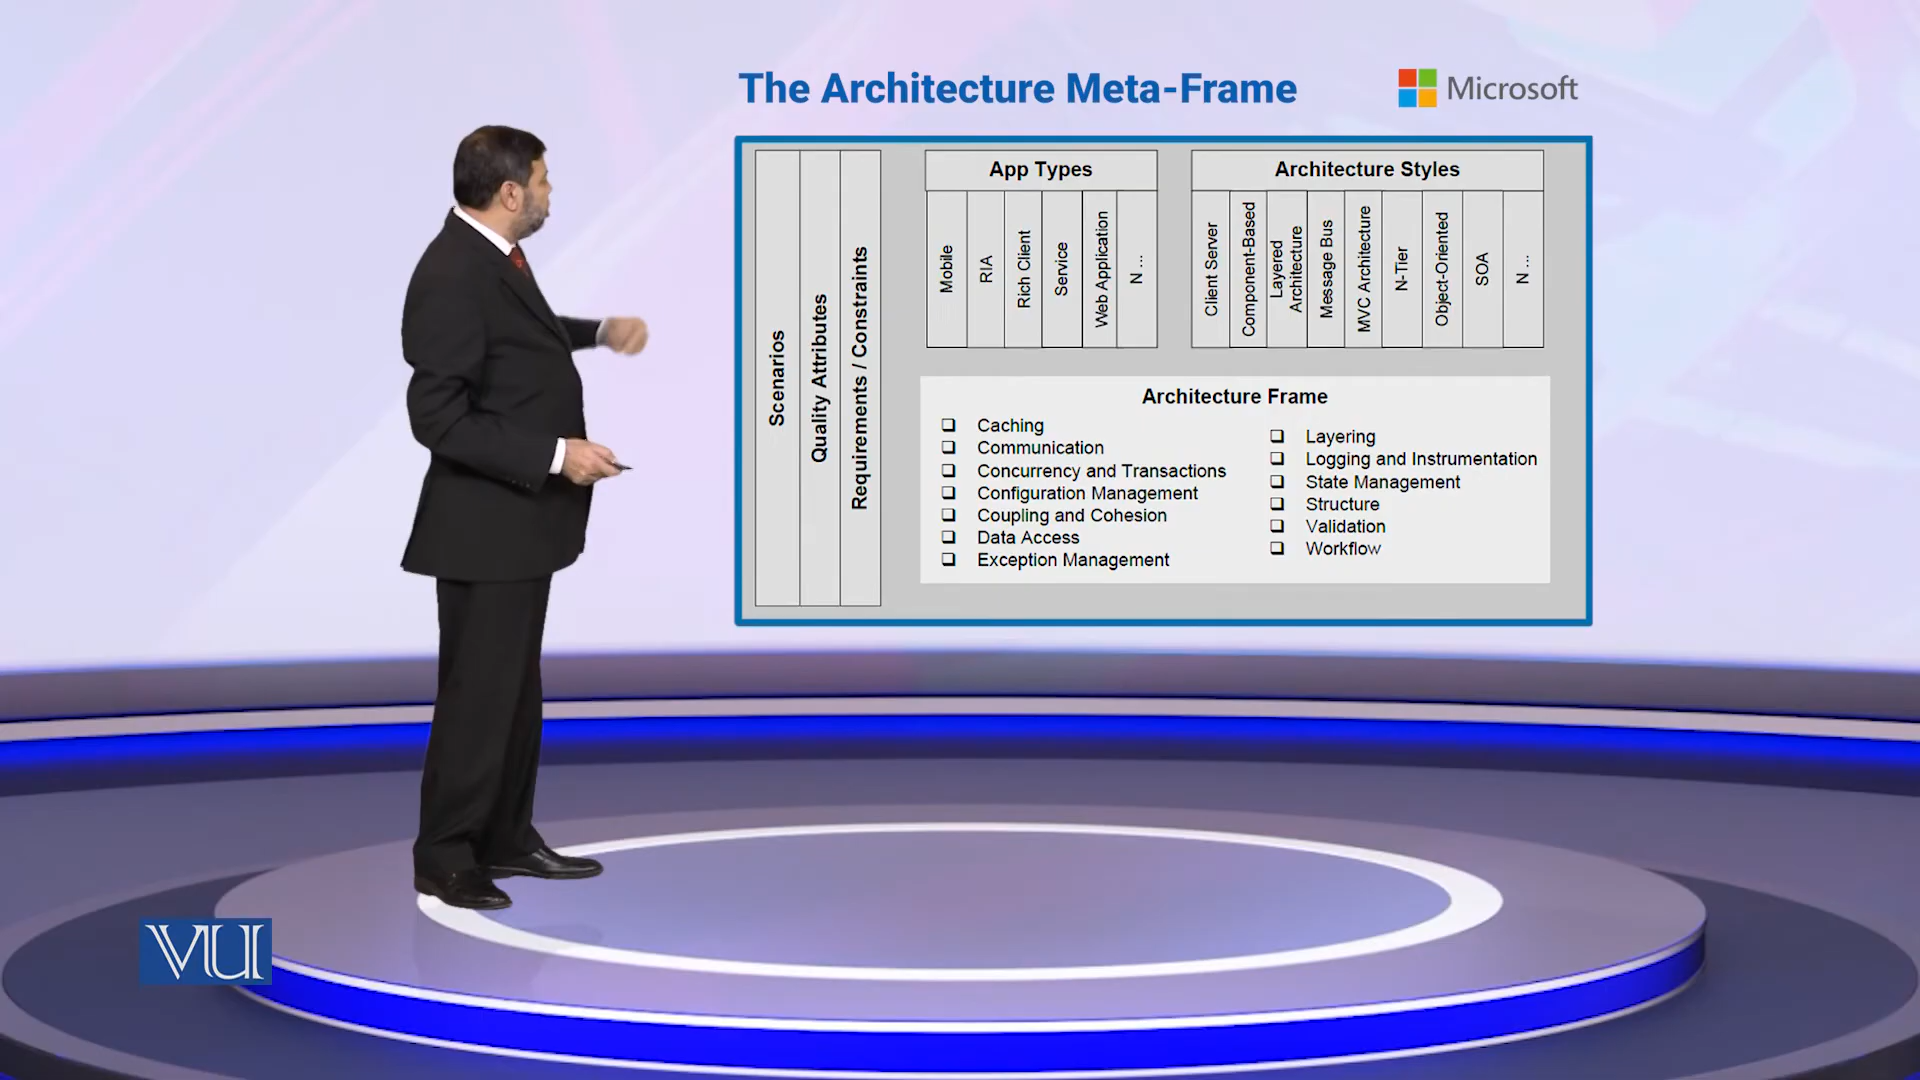 The Architecture Meta-Frame
Microsoft
Scenarios
Quality Attributes
Requirements / Constraints
App Types
Mobile
RIA
Rich Client
Service
Web Application
N ...
Architecture Styles
Client Server
Component-Based
Layered
Architecture
Message Bus
MVC Architecture
N-Tier
Object-Oriented
SOA
N ...
Architecture Frame
❑ Caching
❑ Communication
❑ Concurrency and Transactions
❑ Configuration Management
❑ Coupling and Cohesion
❑ Data Access
❑ Exception Management
❑ Layering
❑ Logging and Instrumentation
❑ State Management
❑ Structure
❑ Validation
❑ Workflow
VU